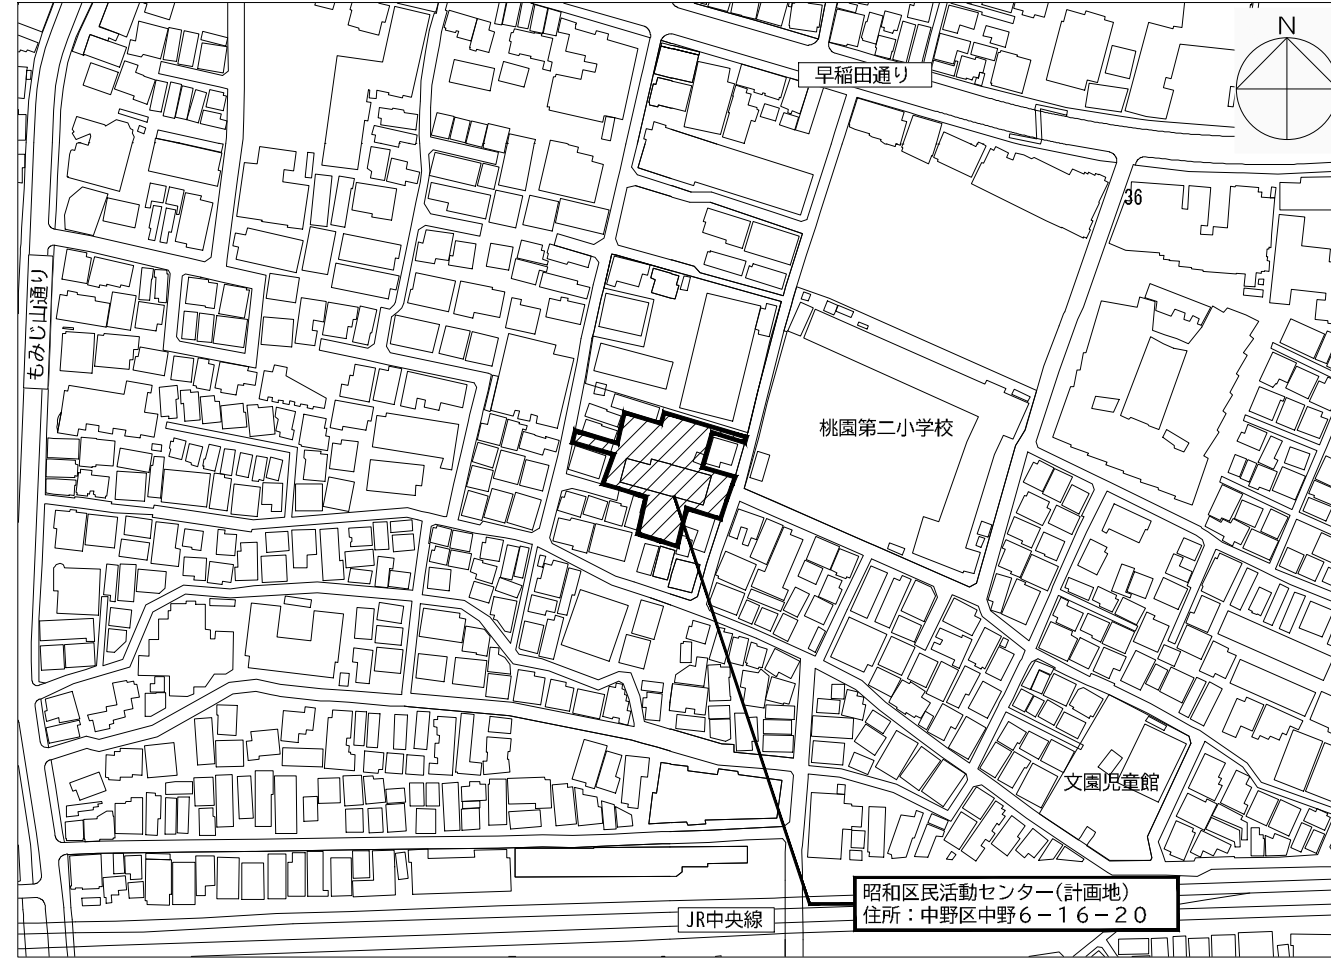 N
早稲田通り
36
もみじ山通り
桃園第二小学校
文園児童館
昭和区民活動センター(計画地)
住所：中野区中野６－１６－２０
JR中央線